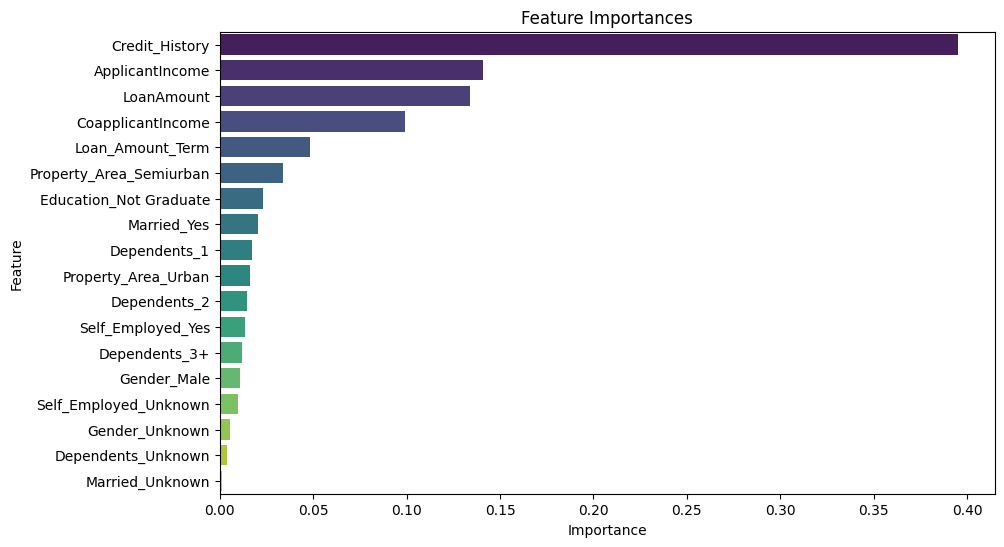 Feature Importances
Feature
Credit_History
ApplicantIncome
LoanAmount
CoapplicantIncome
Loan_Amount_Term
Property_Area_Semiurban
Education_Not Graduate
Married_Yes
Dependents_1
Property_Area_Urban
Dependents_2
Self_Employed_Yes
Dependents_3+
Gender_Male
Self_Employed_Unknown
Gender_Unknown
Dependents_Unknown
Married_Unknown
0.00 0.05 0.10 0.15 0.20 0.25 0.30 0.35 0.40
Importance